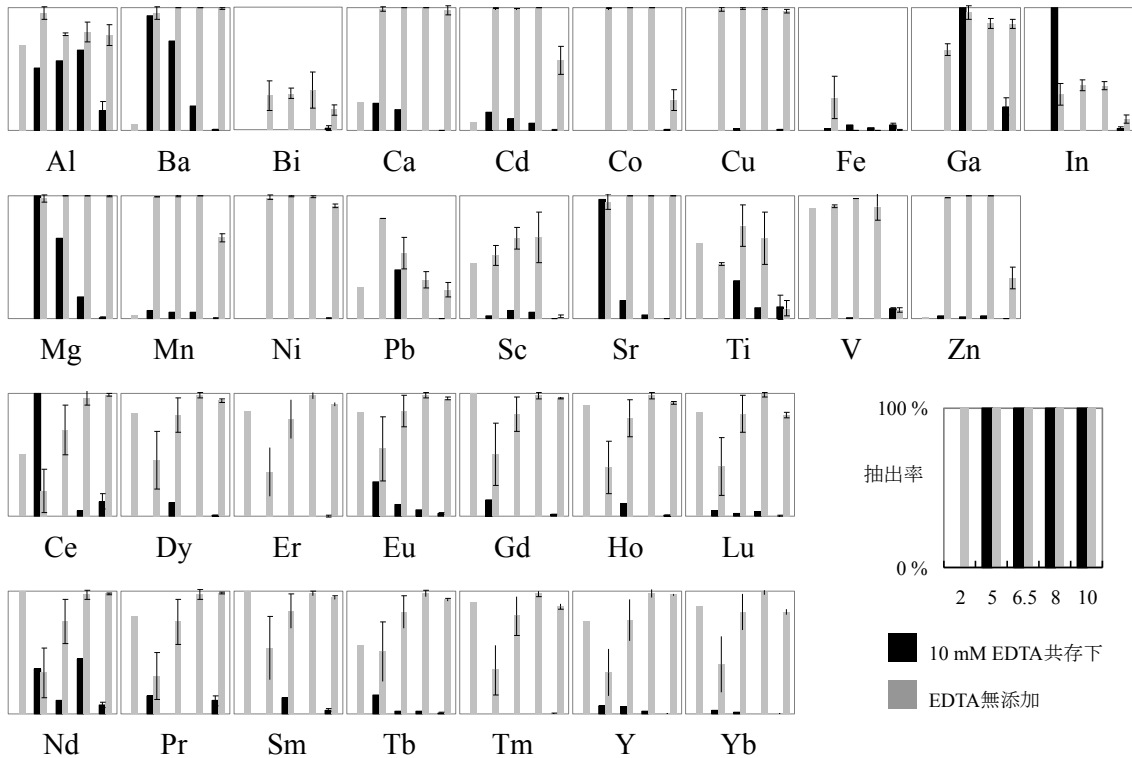 Al Ba Bi Ca Cd Co Cu Fe Ga In
Mg Mn Ni Pb Sc Sr Ti V Zn
100 %
抽出率
0 %
2 5 6.5 8 10
Ce Dy Er Eu Gd Ho Lu
10 mM EDTA共存下
EDTA無添加
Nd Pr Sm Tb Tm Y Yb